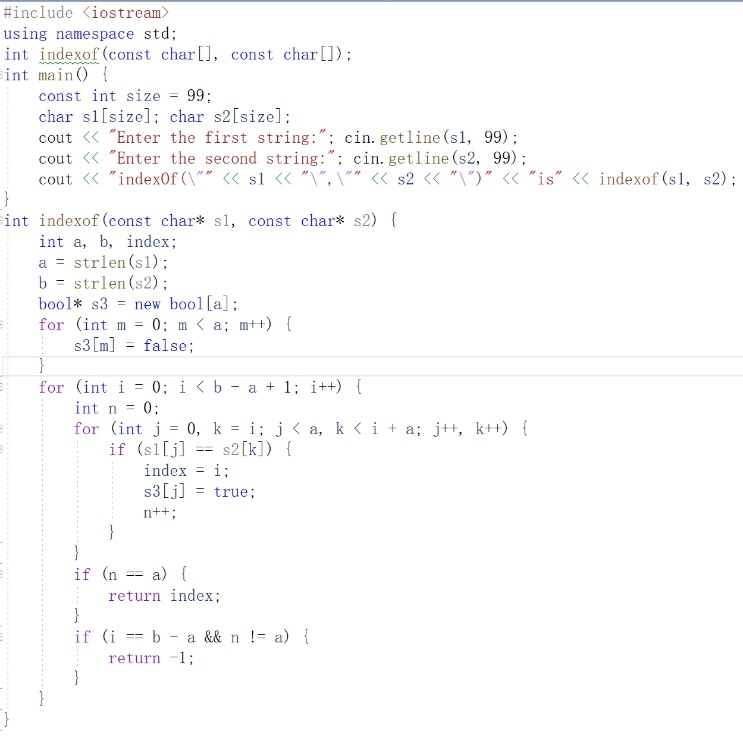 #include <iostream>
using namespace std;
int indexof(const char[], const char[]);
int main() {
    const int size = 99;
    char s1[size]; char s2[size];
    cout << "Enter the first string:"; cin.getline(s1, 99);
    cout << "Enter the second string:"; cin.getline(s2, 99);
    cout << "indexOf(\"" << s1 << "\",\"" << s2 << "\")" << "is" << indexof(s1, s2);
}
int indexof(const char* s1, const char* s2) {
    int a, b, index;
    a = strlen(s1);
    b = strlen(s2);
    bool* s3 = new bool[a];
    for (int m = 0; m < a; m++) {
        s3[m] = false;
    }
    for (int i = 0; i < b - a + 1; i++) {
        int n = 0;
        for (int j = 0, k = i; j < a, k < i + a; j++, k++) {
            if (s1[j] == s2[k]) {
                index = i;
                s3[j] = true;
                n++;
            }
        }
        if (n == a) {
            return index;
        }
        if (i == b - a && n != a) {
            return -1;
        }
    }
}